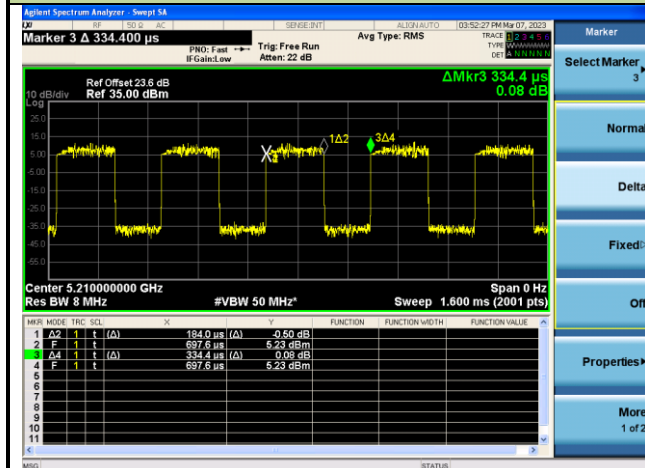 Agilent Spectrum Analyzer - Swept SA
RF 50 Ω AC SENSE:INT ALIGN AUTO 03:52:27 PM Mar 07, 2023
Marker 3 Δ 334.400 µs
PNO: Fast
IFGain:Low
Trig: Free Run
Atten: 22 dB
Avg Type: RMS
TRACE 1 2 3 4 5 6
TYPE WWWWWW
DET A N N N N N
Ref Offset 23.6 dB
10 dB/div Ref 35.00 dBm
Log
ΔMkr3 334.4 µs
0.08 dB
25.0
15.0
5.00
-5.00
-15.0
-25.0
-35.0
-45.0
-55.0
1Δ2
3Δ4
Center 5.210000000 GHz Span 0 Hz
Res BW 8 MHz #VBW 50 MHz* Sweep 1.600 ms (2001 pts)
MKR MODE TRC SCL X Y FUNCTION FUNCTION WIDTH FUNCTION VALUE
1 Δ2 1 t (Δ) 184.0 µs (Δ) -0.50 dB
2 F 1 t 697.6 µs 5.23 dBm
3 Δ4 1 t (Δ) 334.4 µs (Δ) 0.08 dB
4 F 1 t 697.6 µs 5.23 dBm
5
6
7
8
9
10
11
MSG STATUS
Marker
Select Marker
3
Normal
Delta
Fixed
Off
Properties
More
1 of 2